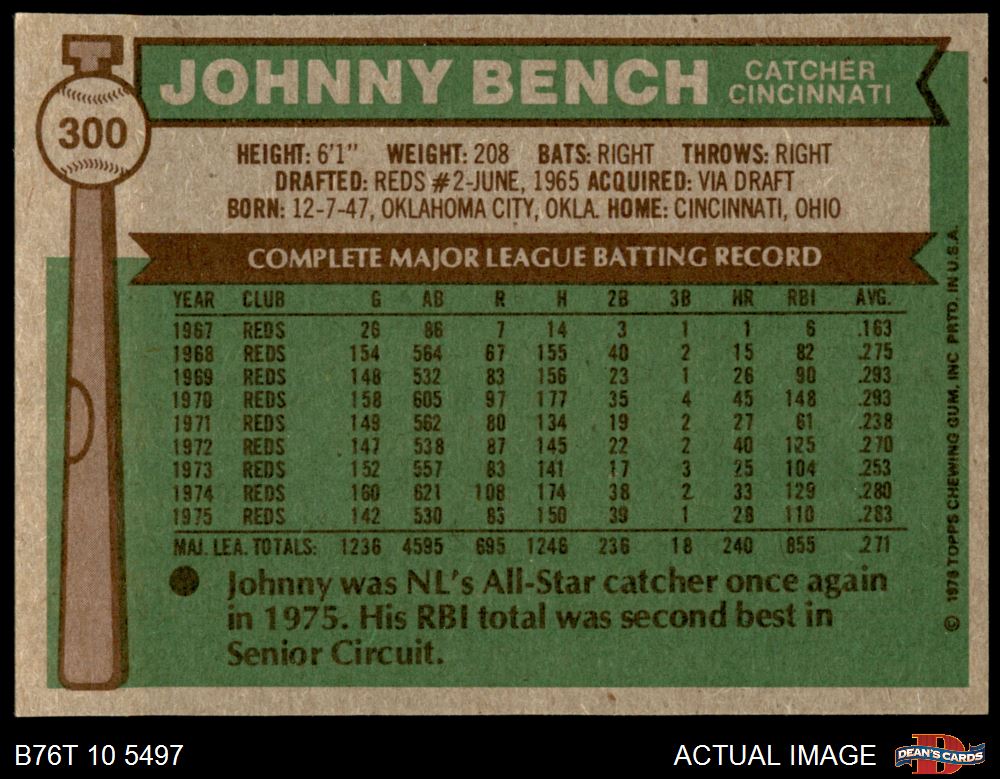 JOHNNY BENCH
CATCHER
CINCINNATI
300
HEIGHT: 6'1" WEIGHT: 208 BATS: RIGHT THROWS: RIGHT
DRAFTED: REDS #2-JUNE, 1965 ACQUIRED: VIA DRAFT
BORN: 12-7-47, OKLAHOMA CITY, OKLA. HOME: CINCINNATI, OHIO
COMPLETE MAJOR LEAGUE BATTING RECORD
YEAR CLUB G AB R H 2B 3B HR RBI AVG.
1967 REDS 26 86 7 14 3 1 1 6 .163
1968 REDS 154 564 67 155 40 2 15 82 .275
1969 REDS 148 532 83 156 23 1 26 90 .293
1970 REDS 158 605 97 177 35 4 45 148 .293
1971 REDS 149 562 80 134 19 2 27 61 .238
1972 REDS 147 538 87 145 22 2 40 125 .270
1973 REDS 152 557 83 141 17 3 25 104 .253
1974 REDS 160 621 108 174 38 2 33 129 .280
1975 REDS 142 530 83 150 39 1 28 110 .283
MAJ. LEA. TOTALS: 1236 4595 695 1246 236 18 240 855 .271
Johnny was NL's All-Star catcher once again
in 1975. His RBI total was second best in
Senior Circuit.
© 1976 TOPPS CHEWING GUM, INC PRTD. IN U.S.A.
B76T 10 5497
ACTUAL IMAGE
DEAN'S CARDS